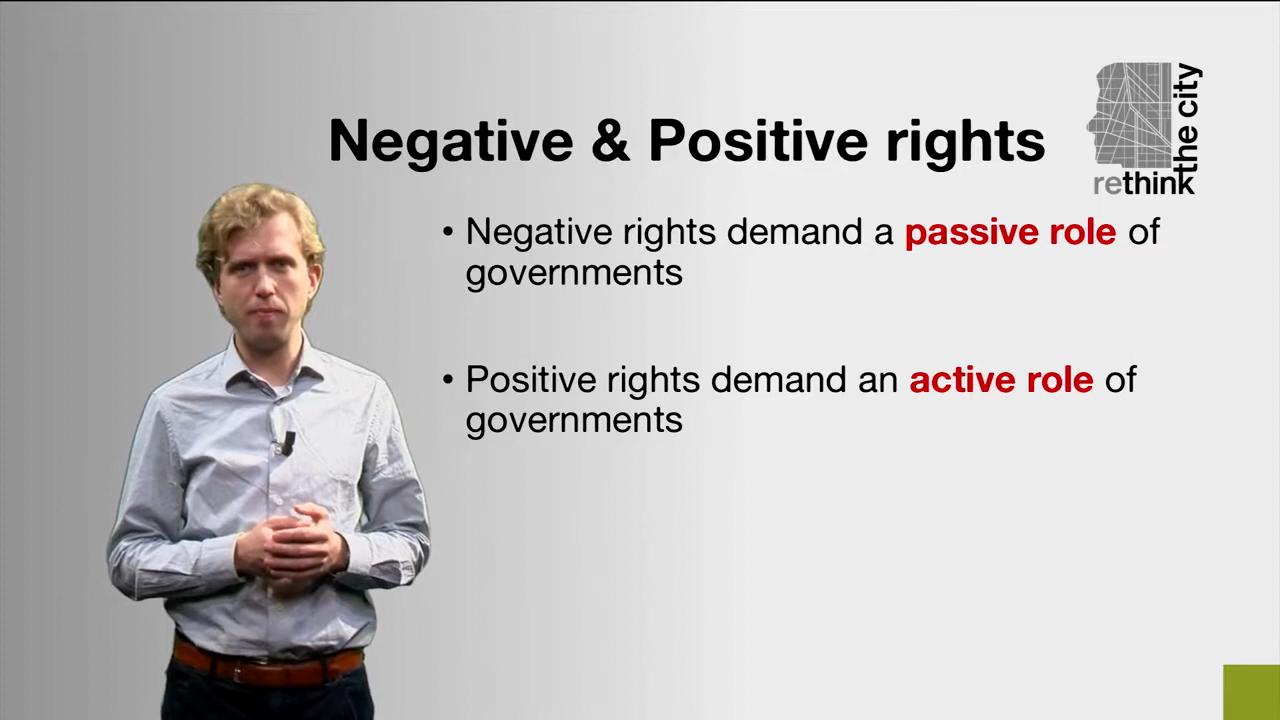 Negative & Positive rights
rethink
the city
• Negative rights demand a passive role of
governments
• Positive rights demand an active role of
governments